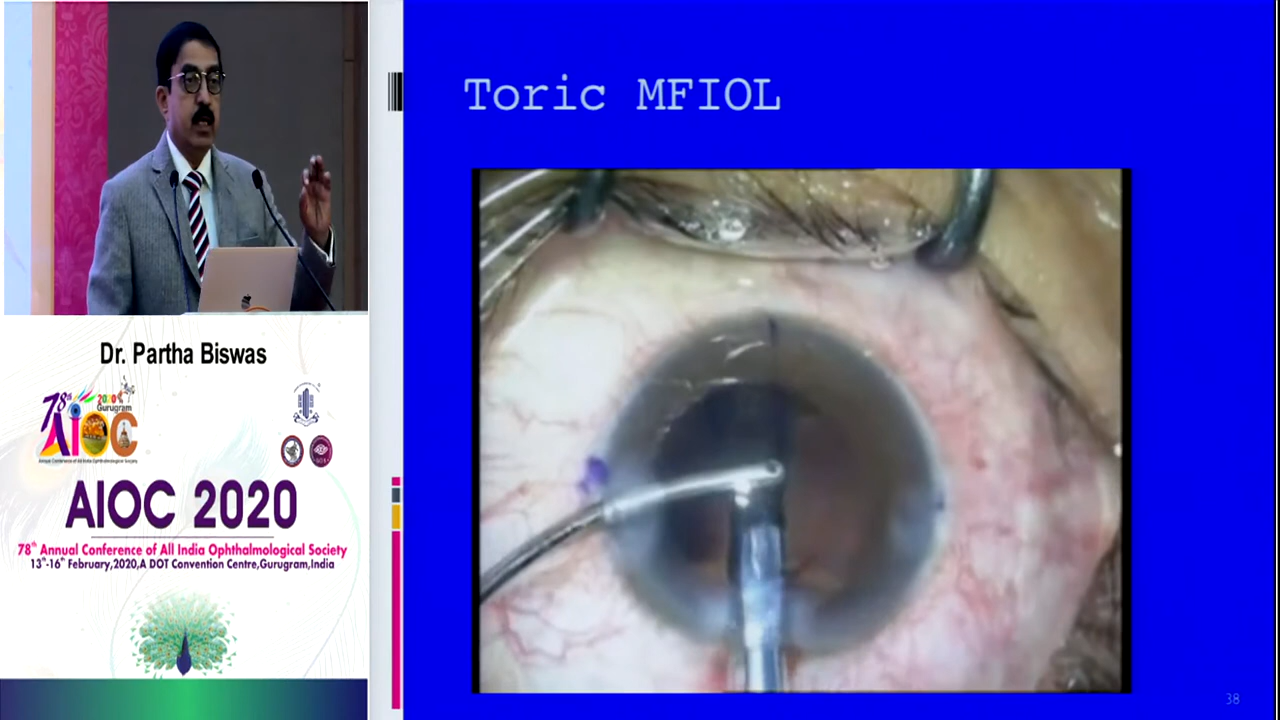 Toric MFIOL
Dr. Partha Biswas
78th
2020
Gurugram
AIOC
AIOC 2020
78th Annual Conference of All India Ophthalmological Society
13th-16th February,2020,A DOT Convention Centre,Gurugram,India
38